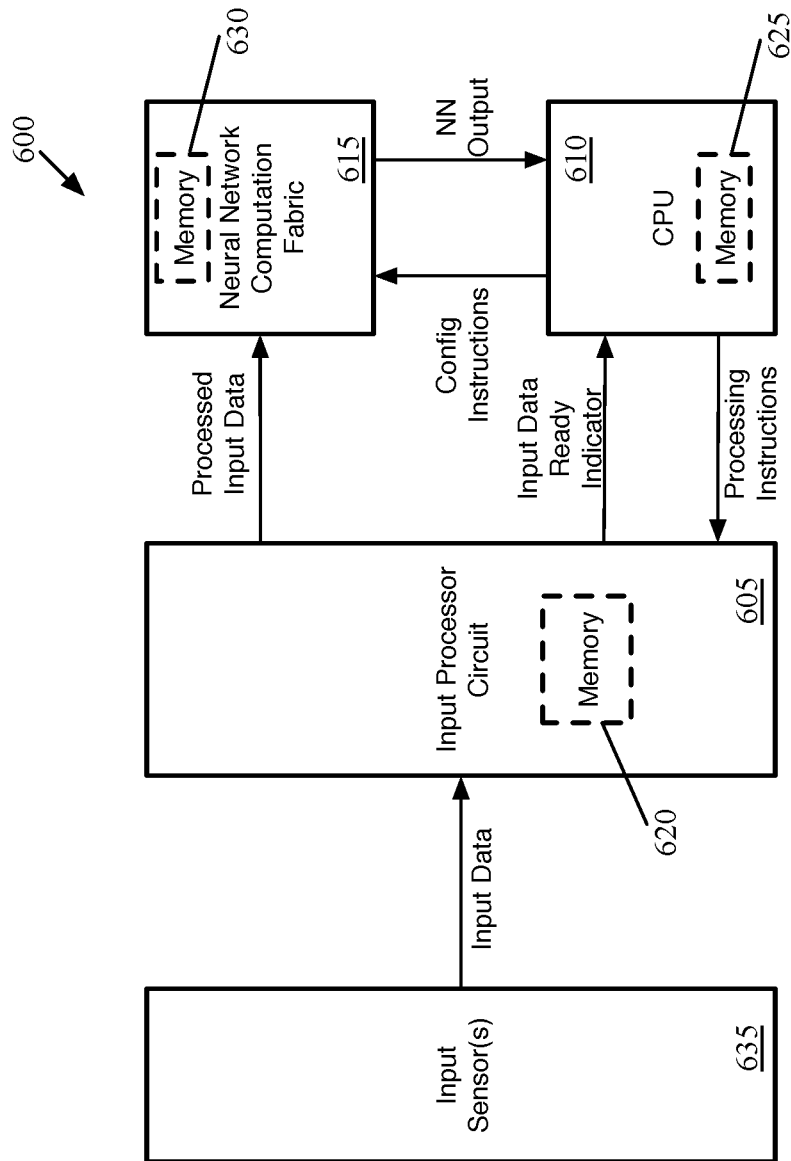 600
Input
Sensor(s)
635
Input Data
Input Processor
Circuit
Memory
620
605
Processed
Input Data
Input Data
Ready
Indicator
Processing
Instructions
630
Memory
Neural Network
Computation
Fabric
615
Config
Instructions
NN
Output
610
CPU
Memory
625